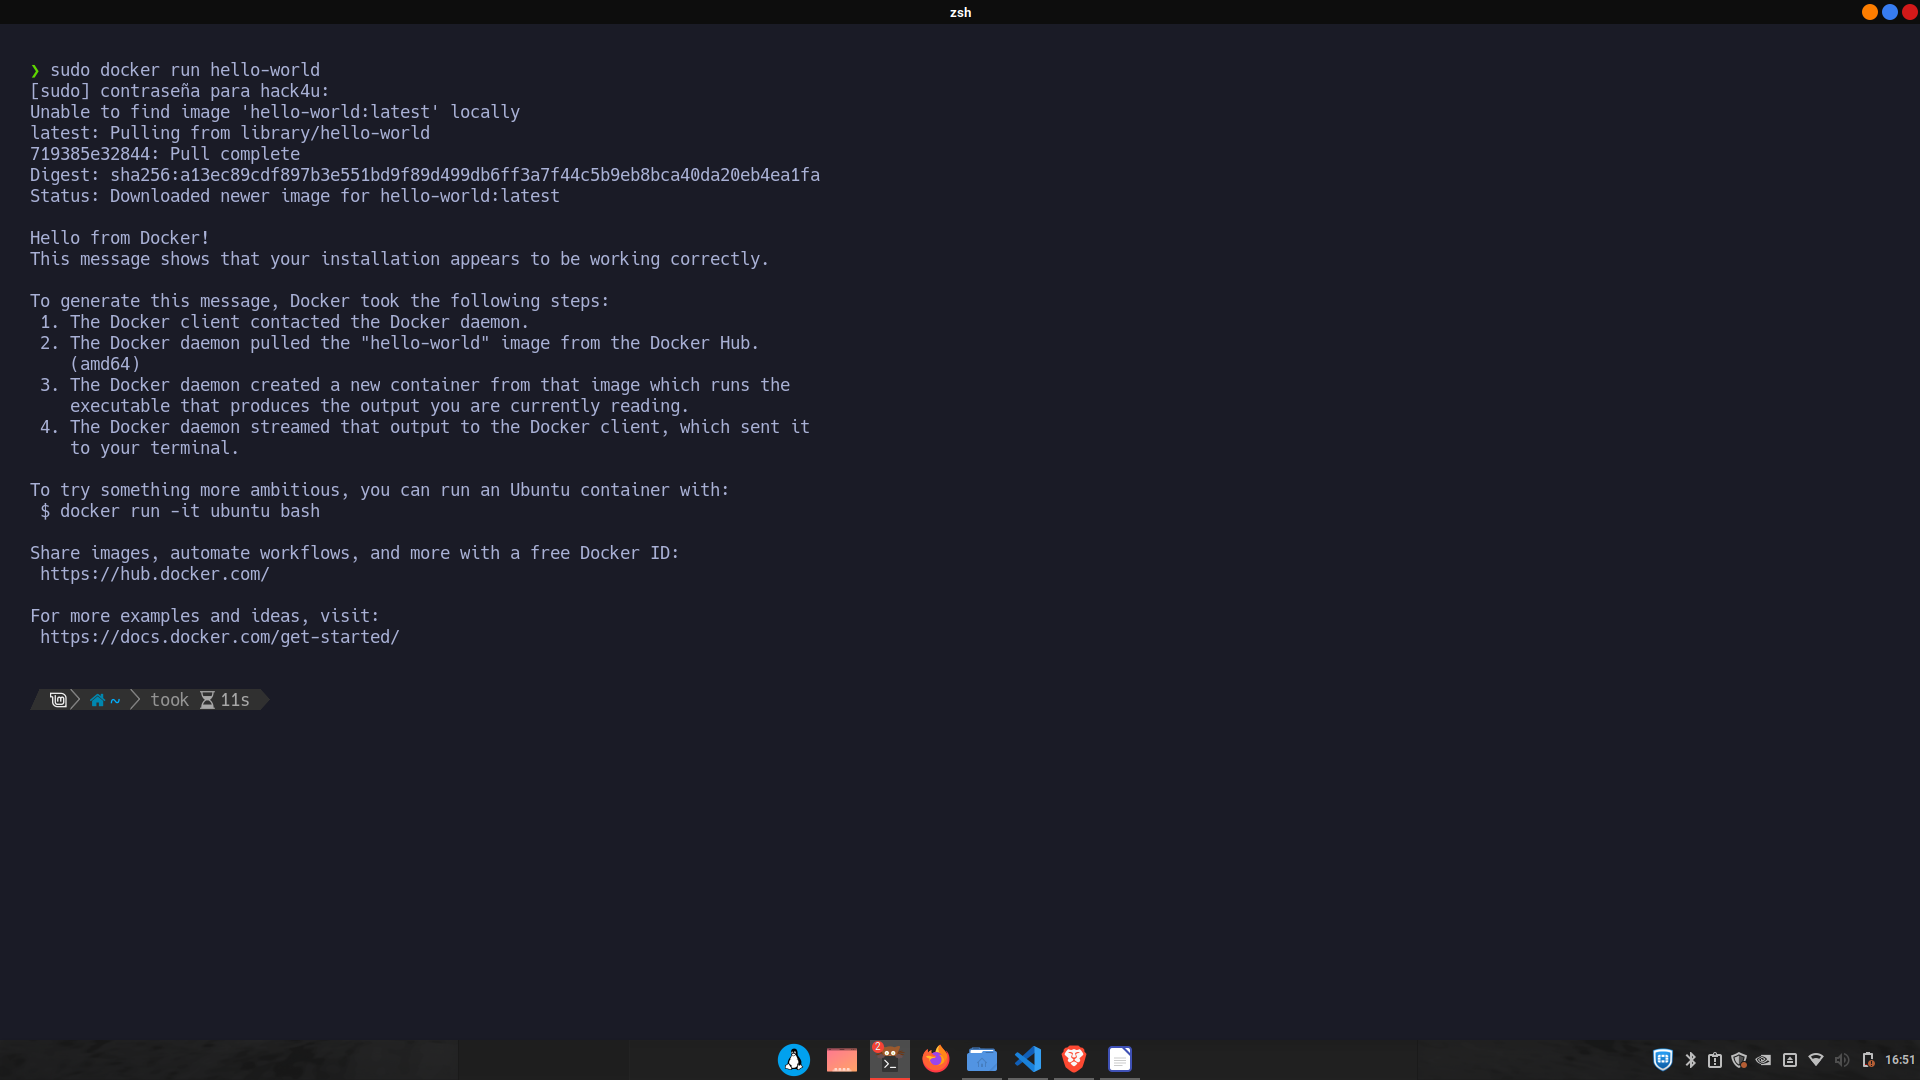 zsh
❯ sudo docker run hello-world
[sudo] contraseña para hack4u:
Unable to find image 'hello-world:latest' locally
latest: Pulling from library/hello-world
719385e32844: Pull complete
Digest: sha256:a13ec89cdf897b3e551bd9f89d499db6ff3a7f44c5b9eb8bca40da20eb4ea1fa
Status: Downloaded newer image for hello-world:latest
Hello from Docker!
This message shows that your installation appears to be working correctly.
To generate this message, Docker took the following steps:
1. The Docker client contacted the Docker daemon.
2. The Docker daemon pulled the "hello-world" image from the Docker Hub.
(amd64)
3. The Docker daemon created a new container from that image which runs the
executable that produces the output you are currently reading.
4. The Docker daemon streamed that output to the Docker client, which sent it
to your terminal.
To try something more ambitious, you can run an Ubuntu container with:
$ docker run -it ubuntu bash
Share images, automate workflows, and more with a free Docker ID:
https://hub.docker.com/
For more examples and ideas, visit:
https://docs.docker.com/get-started/
~ took 11s
2
16:51